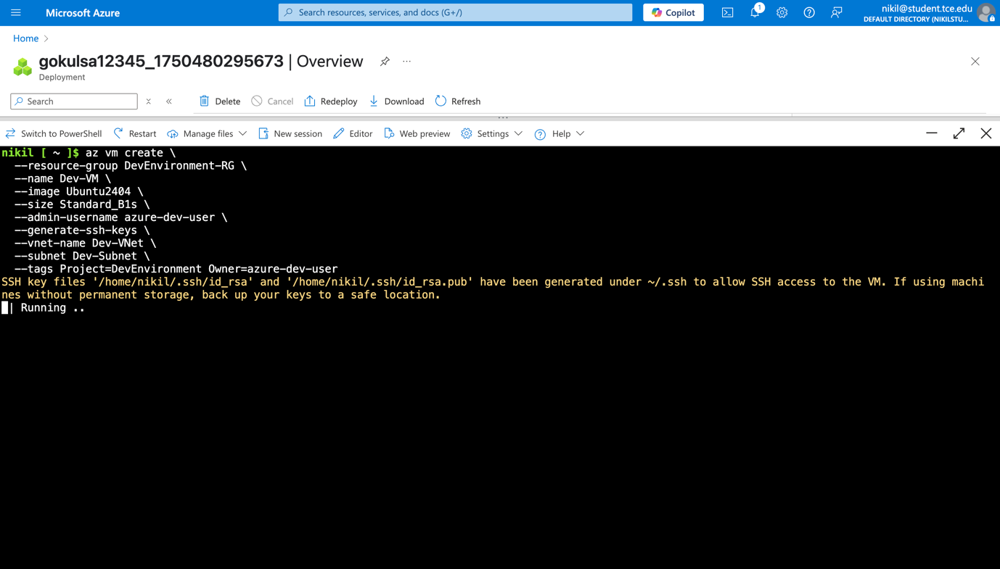 Microsoft Azure
Search resources, services, and docs (G+/)
Copilot
1
nikil@student.tce.edu
DEFAULT DIRECTORY (NIKILSTU...
Home
gokulsa12345_1750480295673 | Overview
...
Deployment
Search
Delete
Cancel
Redeploy
Download
Refresh
Switch to PowerShell
Restart
Manage files
New session
Editor
Web preview
Settings
Help
nikil [ ~ ]$ az vm create \
--resource-group DevEnvironment-RG \
--name Dev-VM \
--image Ubuntu2404 \
--size Standard_B1s \
--admin-username azure-dev-user \
--generate-ssh-keys \
--vnet-name Dev-VNet \
--subnet Dev-Subnet \
--tags Project=DevEnvironment Owner=azure-dev-user
SSH key files '/home/nikil/.ssh/id_rsa' and '/home/nikil/.ssh/id_rsa.pub' have been generated under ~/.ssh to allow SSH access to the VM. If using machi
nes without permanent storage, back up your keys to a safe location.
| Running ..